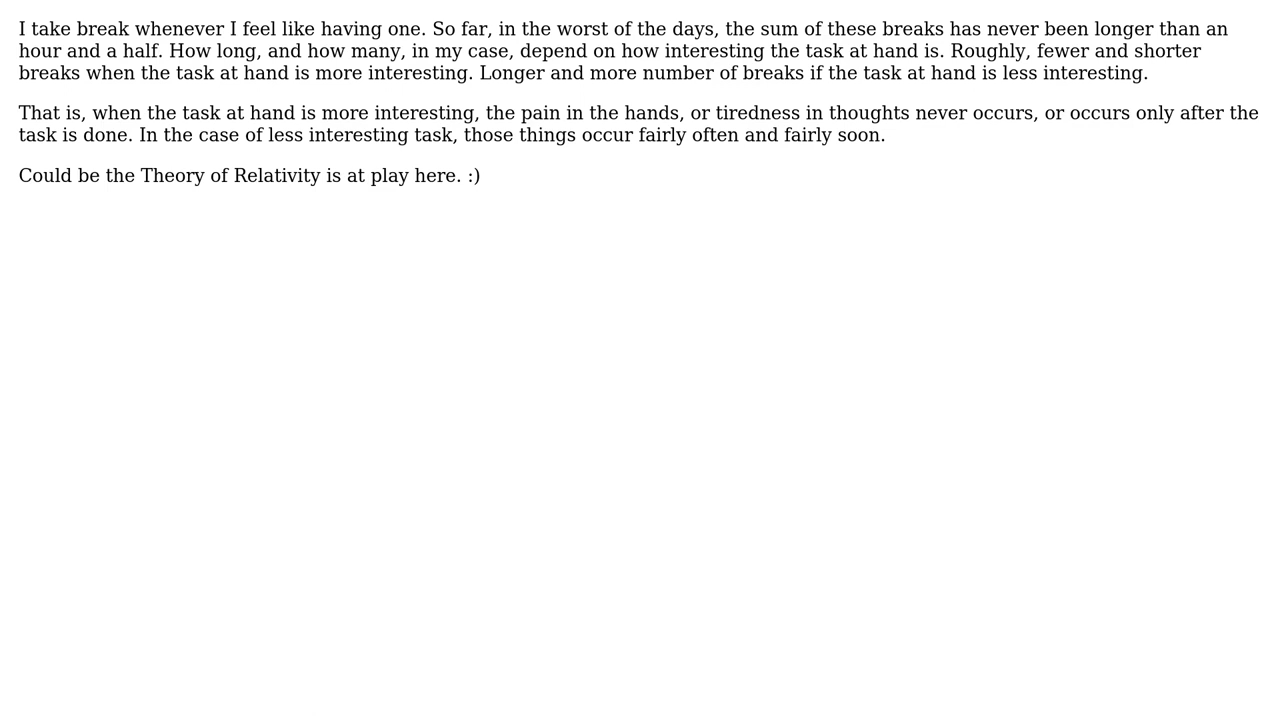 I take break whenever I feel like having one. So far, in the worst of the days, the sum of these breaks has never been longer than an
hour and a half. How long, and how many, in my case, depend on how interesting the task at hand is. Roughly, fewer and shorter
breaks when the task at hand is more interesting. Longer and more number of breaks if the task at hand is less interesting.
That is, when the task at hand is more interesting, the pain in the hands, or tiredness in thoughts never occurs, or occurs only after the
task is done. In the case of less interesting task, those things occur fairly often and fairly soon.
Could be the Theory of Relativity is at play here. :)